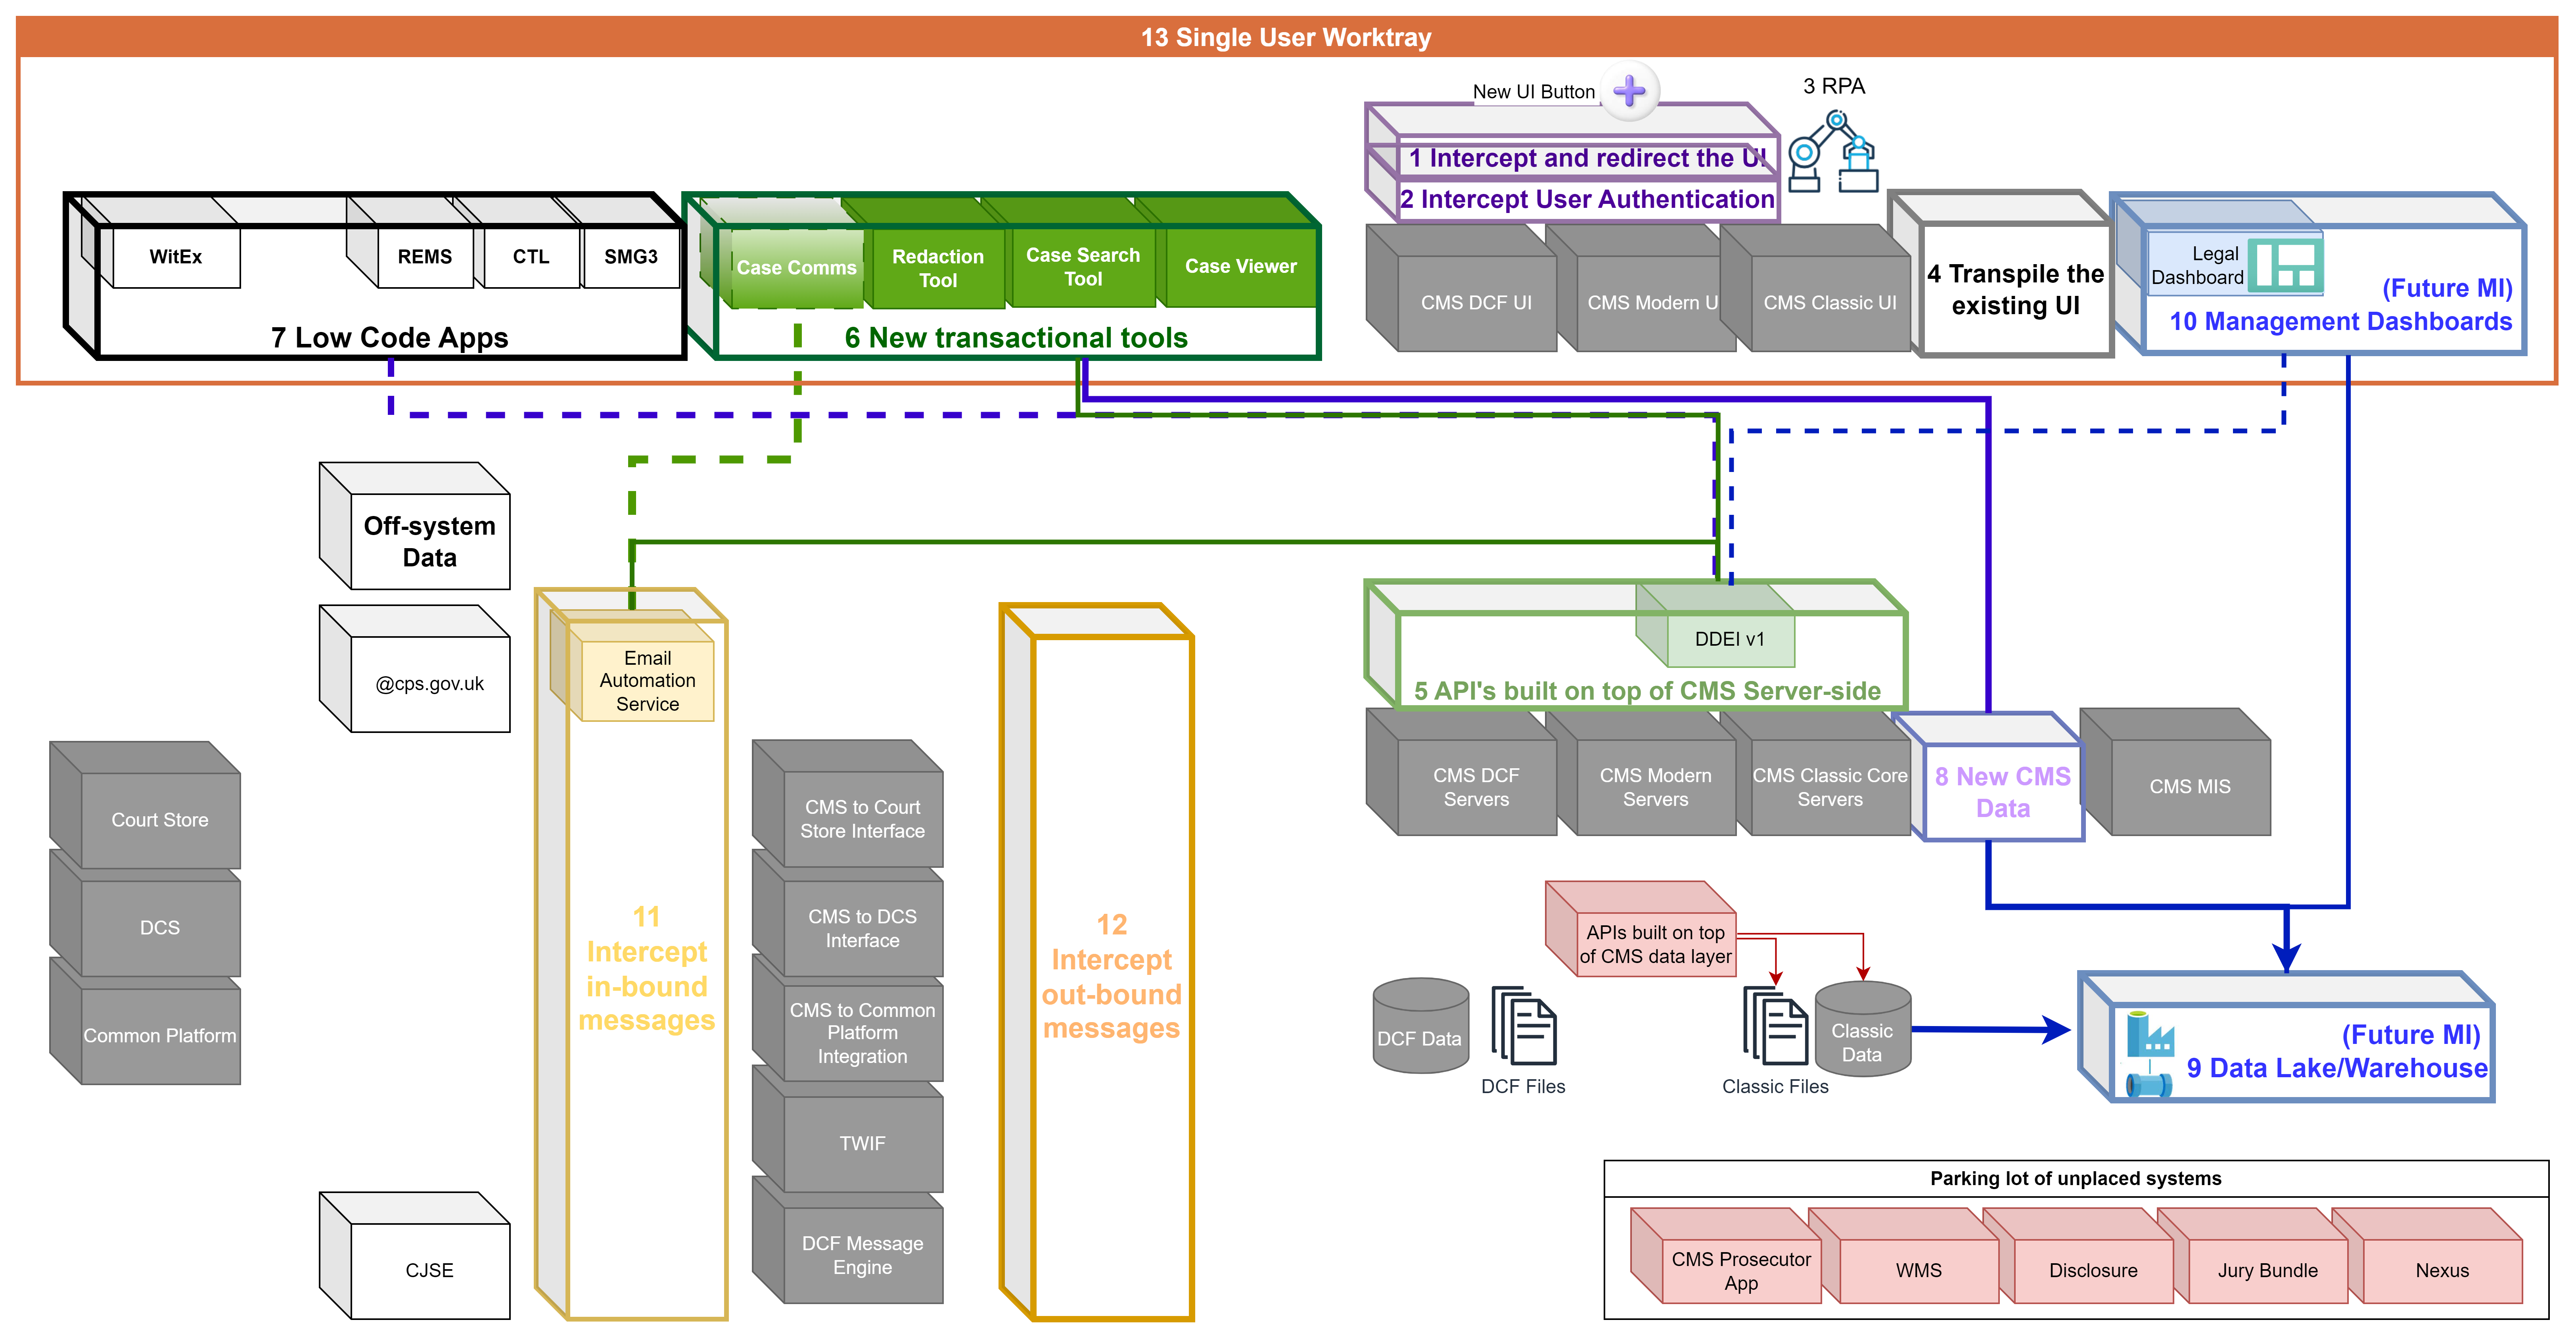 13 Single User Worktray
New UI Button
3 RPA
1 Intercept and redirect the UI
2 Intercept User Authentication
WitEx
REMS
CTL
SMG3
7 Low Code Apps
Case Comms
Redaction
Tool
Case Search
Tool
Case Viewer
6 New transactional tools
CMS DCF UI
CMS Modern U
CMS Classic UI
4 Transpile the
existing UI
Legal
Dashboard
(Future MI)
10 Management Dashboards
Off-system
Data
@cps.gov.uk
Email
Automation
Service
DDEI v1
5 API's built on top of CMS Server-side
CMS DCF
Servers
CMS Modern
Servers
CMS Classic Core
Servers
8 New CMS
Data
CMS MIS
Court Store
DCS
Common Platform
11
Intercept
in-bound
messages
CMS to Court
Store Interface
CMS to DCS
Interface
CMS to Common
Platform
Integration
TWIF
DCF Message
Engine
12
Intercept
out-bound
messages
APIs built on top
of CMS data layer
DCF Data
DCF Files
Classic Files
Classic
Data
(Future MI)
9 Data Lake/Warehouse
CJSE
Parking lot of unplaced systems
CMS Prosecutor
App
WMS
Disclosure
Jury Bundle
Nexus